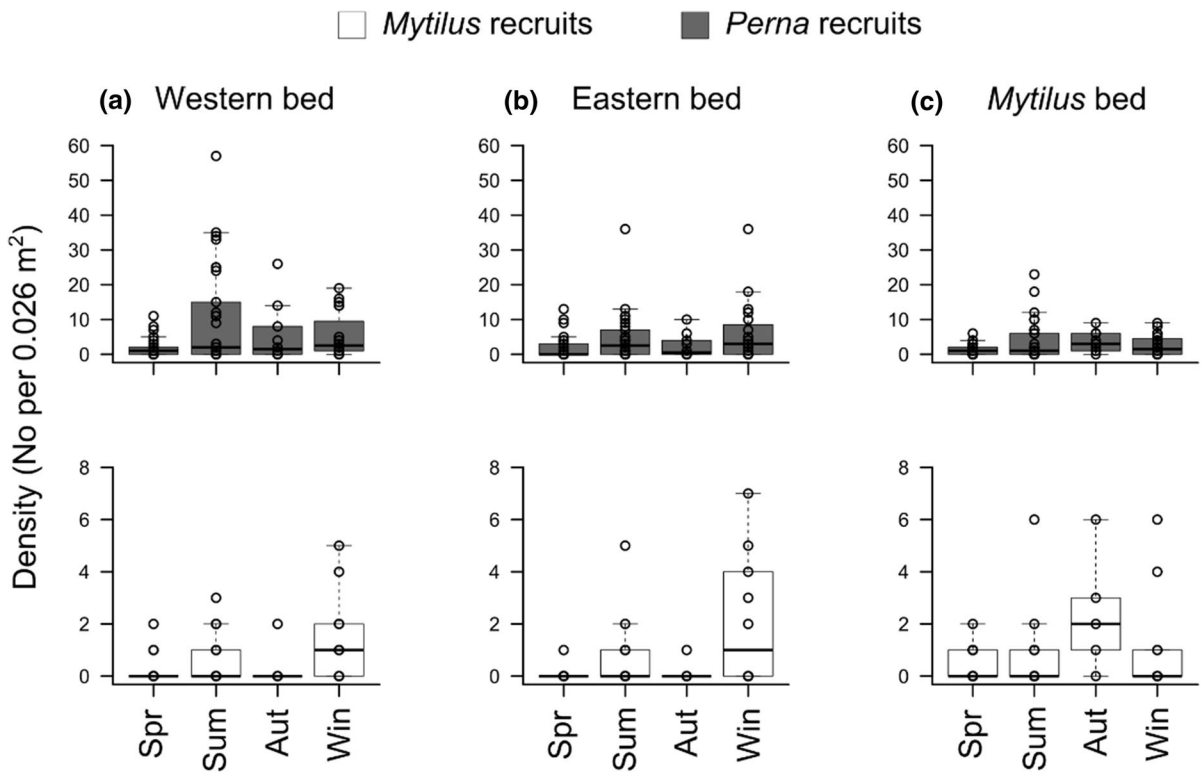 Mytilus recruits Perna recruits
(a) Western bed (b) Eastern bed (c) Mytilus bed
Density (No per 0.026 m²)
60 60 60
50 50 50
40 40 40
30 30 30
20 20 20
10 10 10
0 0 0
8 8 8
6 6 6
4 4 4
2 2 2
0 0 0
Spr Sum Aut Win Spr Sum Aut Win Spr Sum Aut Win